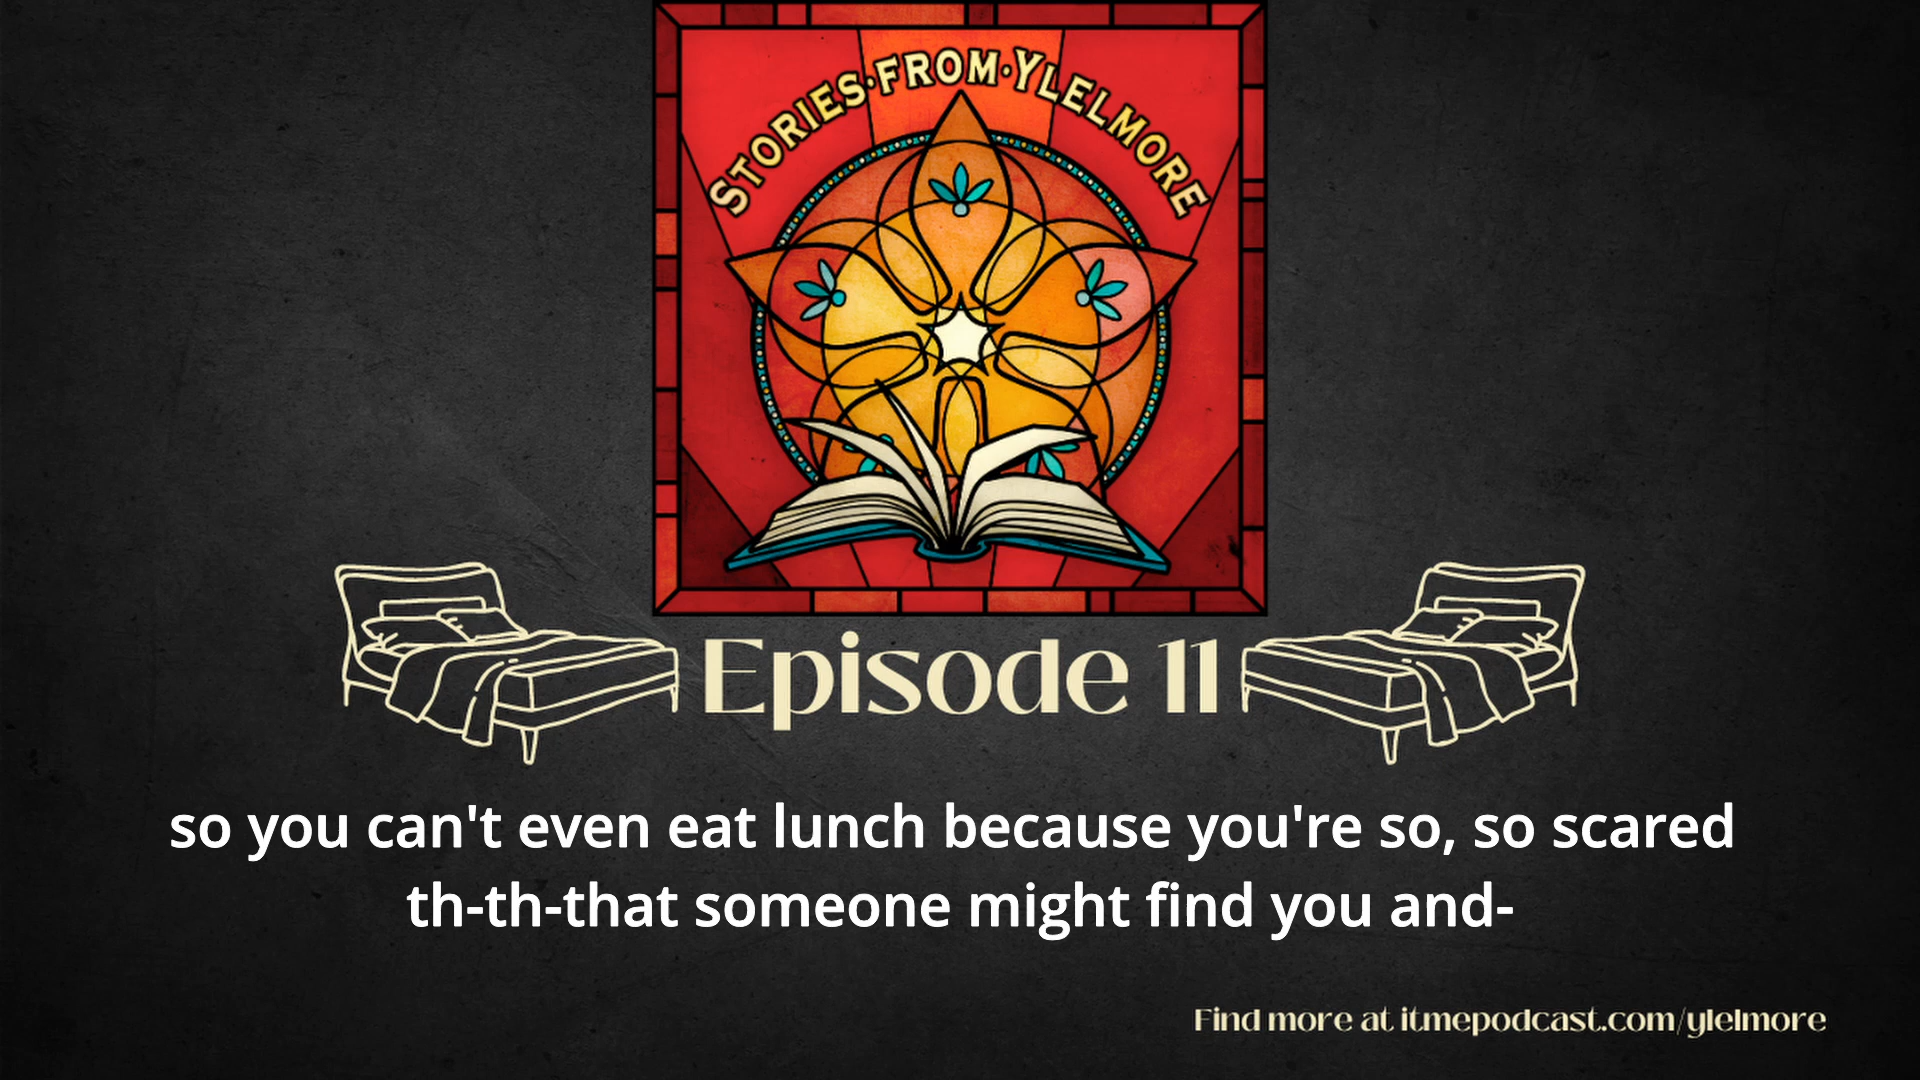 STORIES·FROM·YLELMORE
Episode 11
so you can't even eat lunch because you're so, so scared
th-th-that someone might find you and-
Find more at itmepodcast.com/ylelmore